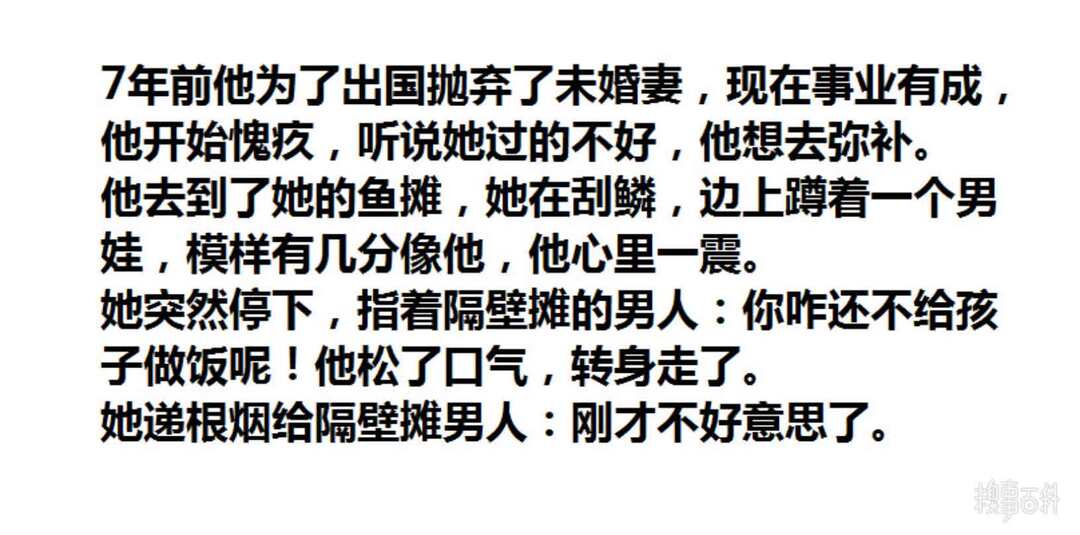 7年前他为了出国抛弃了未婚妻，现在事业有成，
他开始愧疚，听说她过的不好，他想去弥补。
他去到了她的鱼摊，她在刮鳞，边上蹲着一个男
娃，模样有几分像他，他心里一震。
她突然停下，指着隔壁摊的男人：你咋还不给孩
子做饭呢！他松了口气，转身走了。
她递根烟给隔壁摊男人：刚才不好意思了。